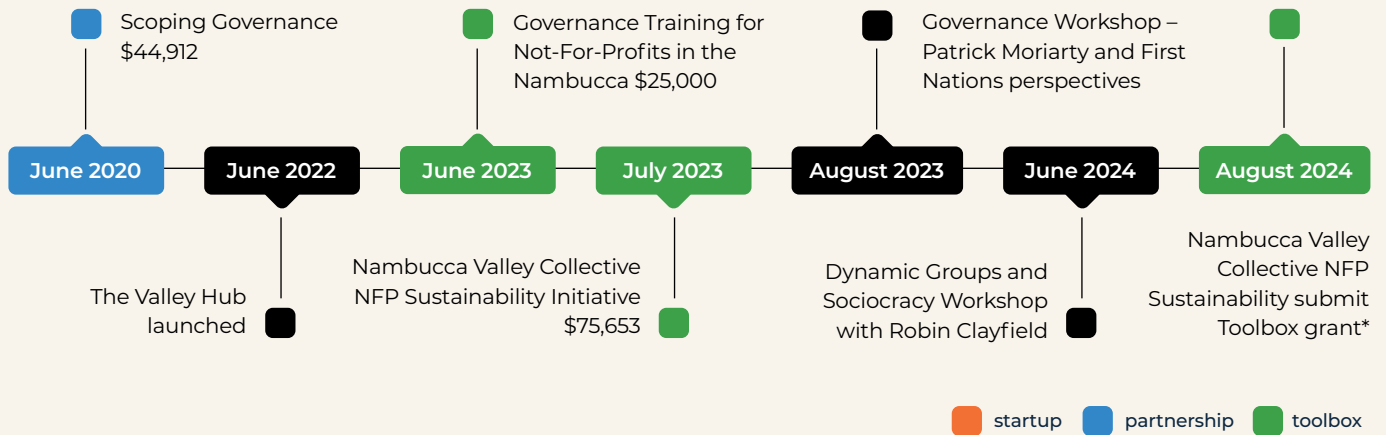 Scoping Governance
$44,912
Governance Training for
Not-For-Profits in the
Nambucca $25,000
Governance Workshop –
Patrick Moriarty and First
Nations perspectives
June 2020
June 2022
June 2023
July 2023
August 2023
June 2024
August 2024
The Valley Hub
launched
Nambucca Valley Collective
NFP Sustainability Initiative
$75,653
Dynamic Groups and
Sociocracy Workshop
with Robin Clayfield
Nambucca Valley
Collective NFP
Sustainability submit
Toolbox grant*
startup
partnership
toolbox